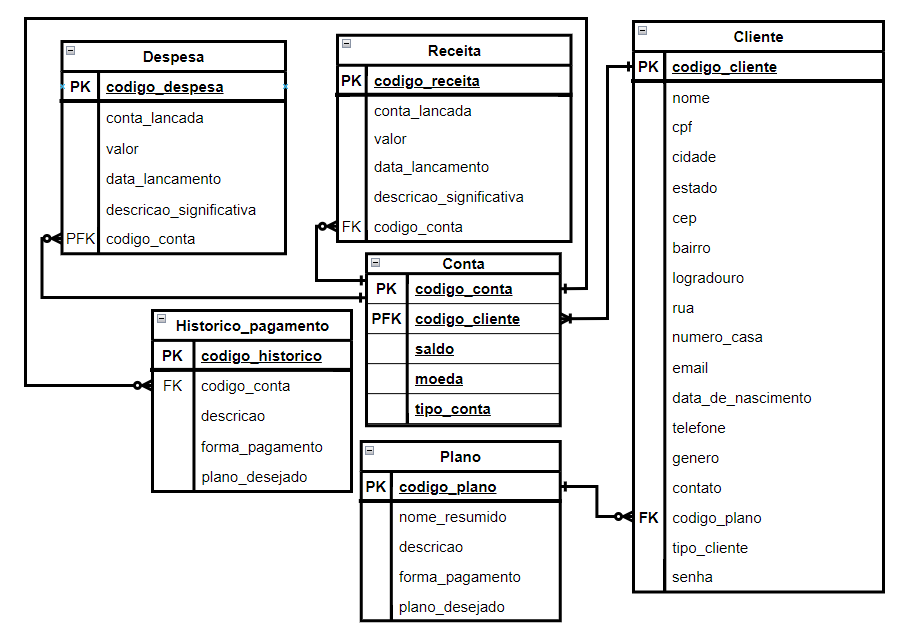 Despesa
PK codigo_despesa
conta_lancada
valor
data_lancamento
descricao_significativa
PFK codigo_conta
Receita
PK codigo_receita
conta_lancada
valor
data_lancamento
descricao_significativa
FK codigo_conta
Cliente
PK codigo_cliente
nome
cpf
cidade
estado
cep
bairro
logradouro
rua
numero_casa
email
data_de_nascimento
telefone
genero
contato
FK codigo_plano
tipo_cliente
senha
Conta
PK codigo_conta
PFK codigo_cliente
saldo
moeda
tipo_conta
Historico_pagamento
PK codigo_historico
FK codigo_conta
descricao
forma_pagamento
plano_desejado
Plano
PK codigo_plano
nome_resumido
descricao
forma_pagamento
plano_desejado